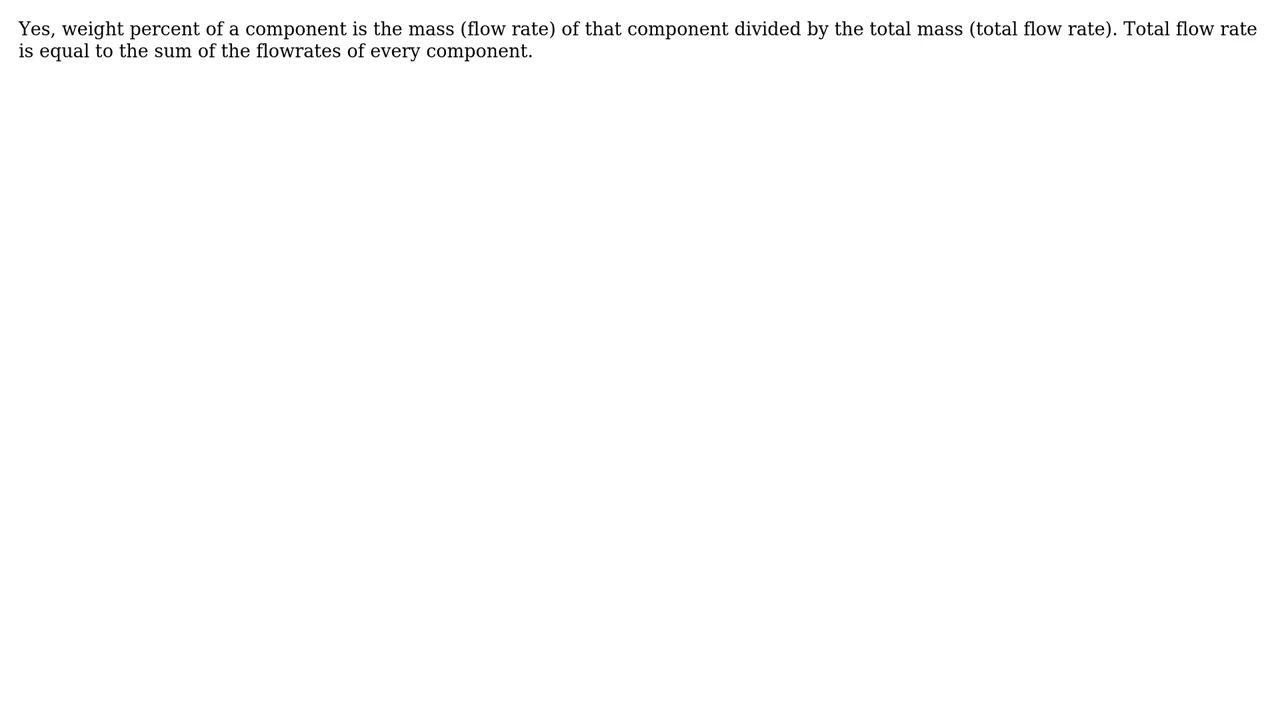 Yes, weight percent of a component is the mass (flow rate) of that component divided by the total mass (total flow rate). Total flow rate
is equal to the sum of the flowrates of every component.